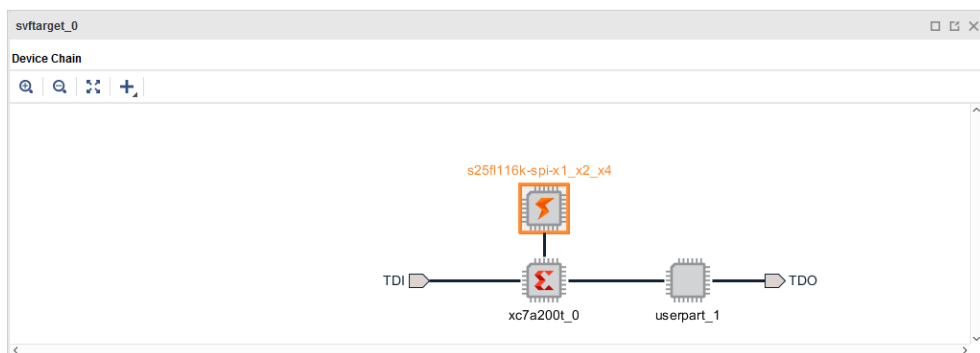 svftarget_0
Device Chain
s25fl116k-spi-x1_x2_x4
TDI
TDO
xc7a200t_0
userpart_1